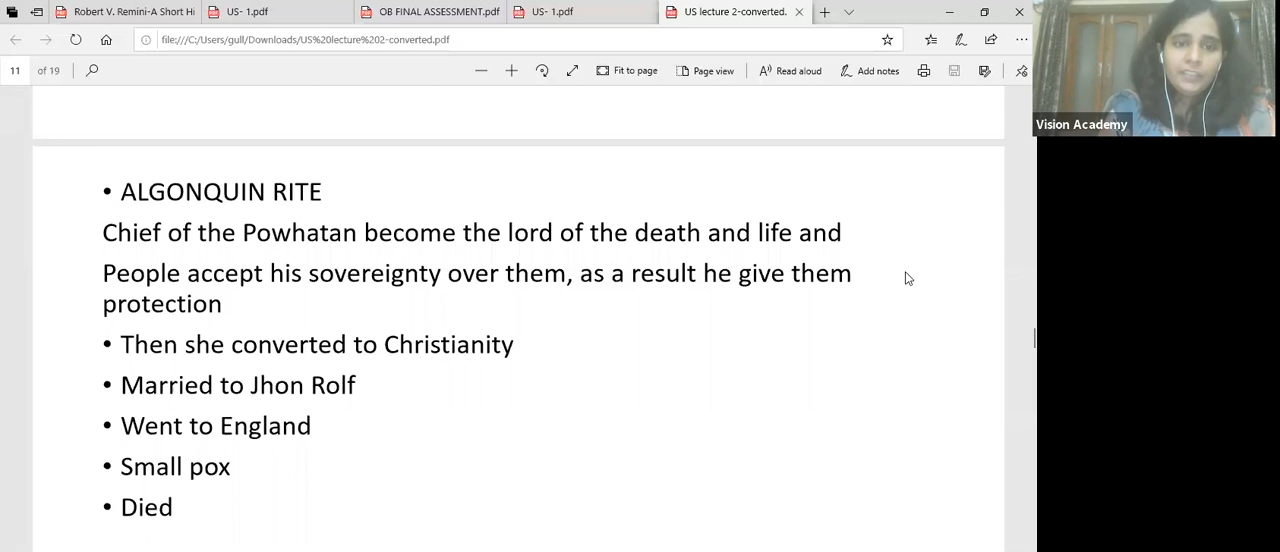 Robert V. Remini-A Short Hi
US- 1.pdf
OB FINAL ASSESSMENT.pdf
US- 1.pdf
US lecture 2-converted.
file:///C:/Users/gull/Downloads/US%20lecture%202-converted.pdf
11 of 19
Fit to page
Page view
Read aloud
Add notes
Vision Academy
• ALGONQUIN RITE
Chief of the Powhatan become the lord of the death and life and
People accept his sovereignty over them, as a result he give them
protection
• Then she converted to Christianity
• Married to Jhon Rolf
• Went to England
• Small pox
• Died